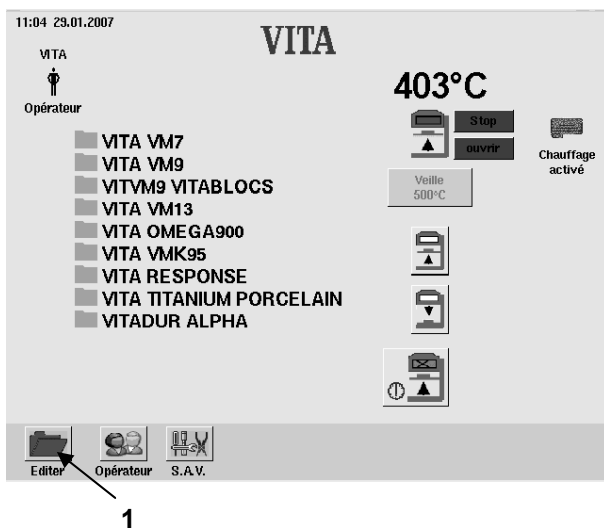 11:04 29.01.2007
VITA
VITA
Opérateur
403°C
Stop
ouvrir
Chauffage
activé
Veille
500°C
VITA VM7
VITA VM9
VITVM9 VITABLOCS
VITA VM13
VITA OMEGA900
VITA VMK95
VITA RESPONSE
VITA TITANIUM PORCELAIN
VITADUR ALPHA
Editer
Opérateur
S.A.V.
1